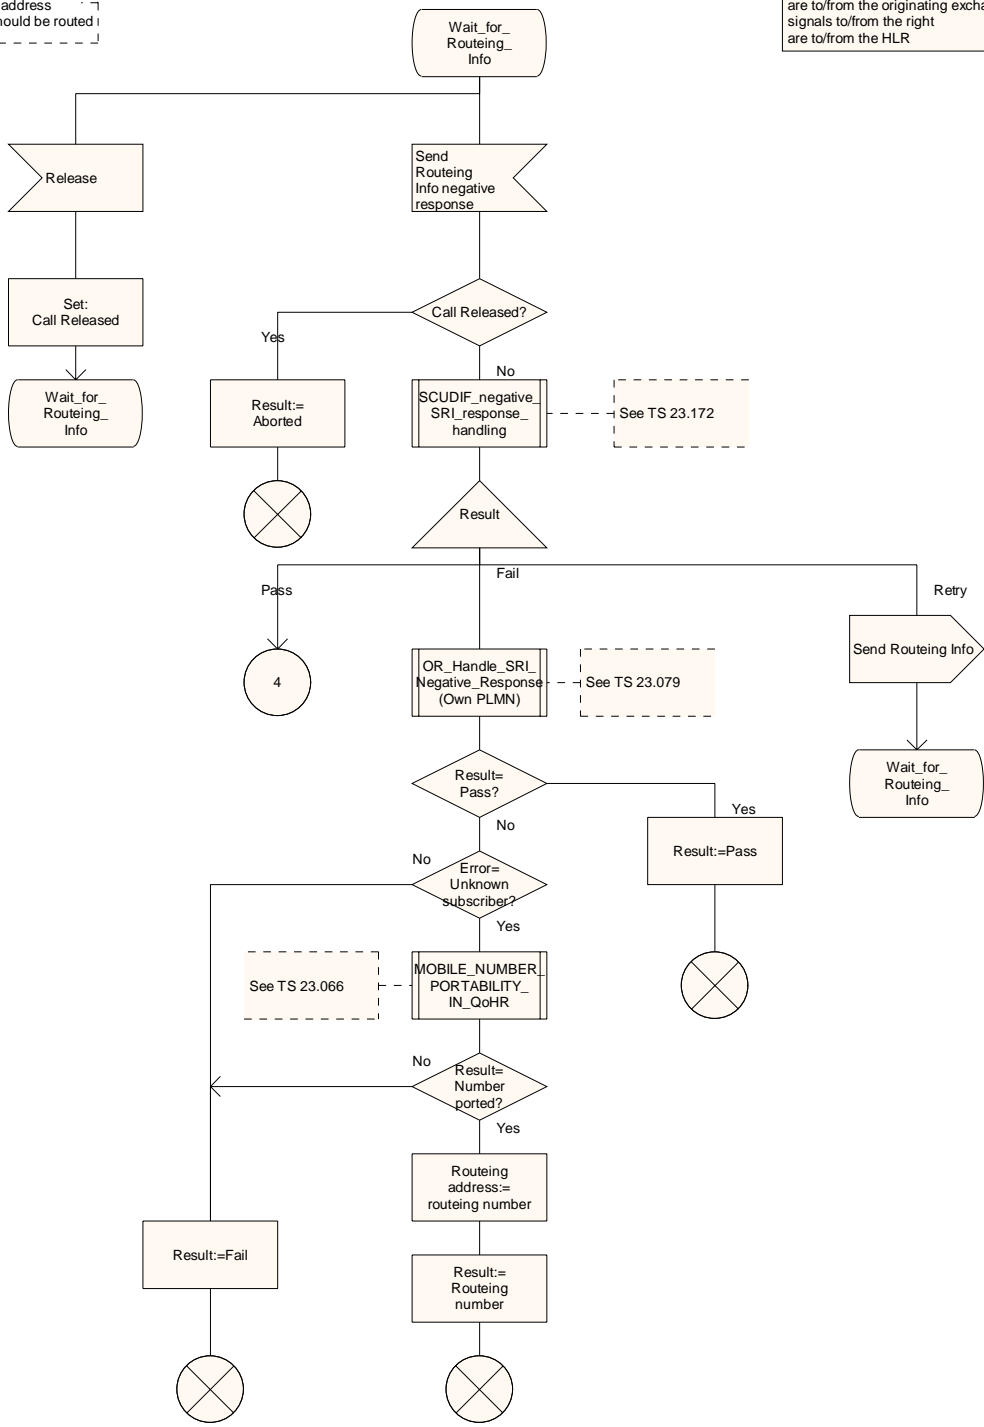 address
hould be routed
are to/from the originating excha
signals to/from the right
are to/from the HLR
Wait_for_
Routeing_
Info
Release
Send
Routeing
Info negative
response
Set:
Call Released
Call Released?
Yes
No
Wait_for_
Routeing_
Info
Result:=
Aborted
SCUDIF_negative_
SRI_response_
handling
See TS 23.172
Result
Pass
Fail
Retry
4
OR_Handle_SRI_
Negative_Response
(Own PLMN)
See TS 23.079
Send Routeing Info
Result=
Pass?
Yes
No
Wait_for_
Routeing_
Info
Result:=Pass
No
Error=
Unknown
subscriber?
Yes
See TS 23.066
MOBILE_NUMBER_
PORTABILITY_
IN_QoHR
No
Result=
Number
ported?
Yes
Routeing
address:=
routeing number
Result:=Fail
Result:=
Routeing
number